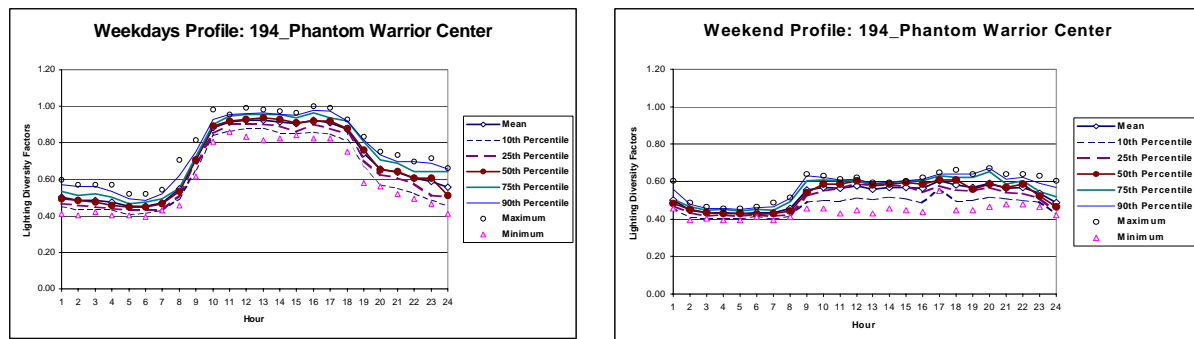 Weekdays Profile: 194_Phantom Warrior Center
Lighting Diversity Factors
1.20
1.00
0.80
0.60
0.40
0.20
0.00
1 2 3 4 5 6 7 8 9 10 11 12 13 14 15 16 17 18 19 20 21 22 23 24
Hour
Mean
10th Percentile
25th Percentile
50th Percentile
75th Percentile
90th Percentile
Maximum
Minimum
Weekend Profile: 194_Phantom Warrior Center
Lighting Diversity Factors
1.20
1.00
0.80
0.60
0.40
0.20
0.00
1 2 3 4 5 6 7 8 9 10 11 12 13 14 15 16 17 18 19 20 21 22 23 24
Hour
Mean
10th Percentile
25th Percentile
50th Percentile
75th Percentile
90th Percentile
Maximum
Minimum